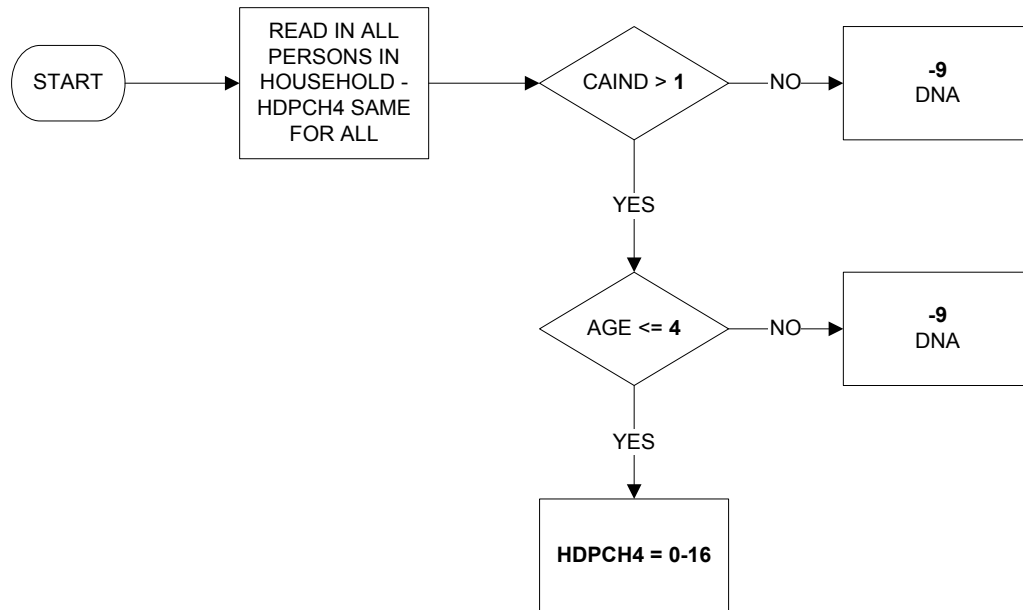 START
READ IN ALL
PERSONS IN
HOUSEHOLD -
HDPCH4 SAME
FOR ALL
CAIND > 1
NO
-9
DNA
YES
AGE <= 4
NO
-9
DNA
YES
HDPCH4 = 0-16